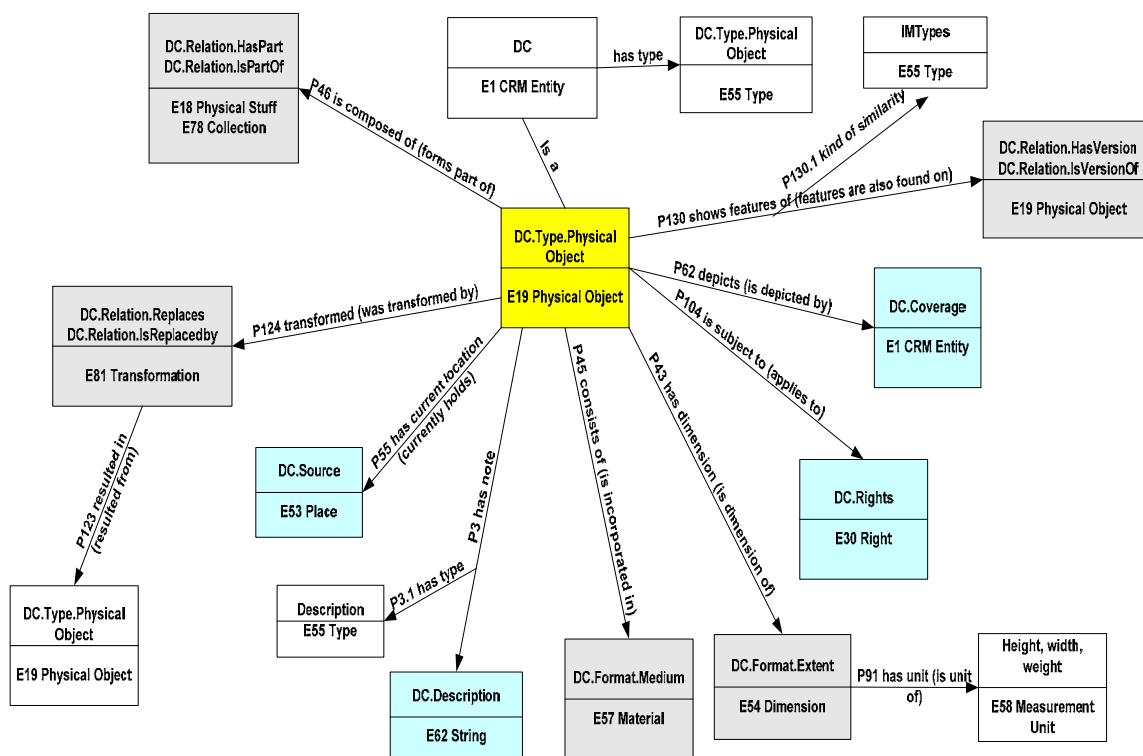 DC.Relation.HasPart
DC.Relation.IsPartOf
E18 Physical Stuff
E78 Collection
DC
E1 CRM Entity
has type
DC.Type.Physical
Object
E55 Type
IMTypes
E55 Type
P46 is composed of (forms part of)
Is a
P130.1 kind of similarity
DC.Relation.HasVersion
DC.Relation.IsVersionOf
E19 Physical Object
P130 shows features of (features are also found on)
DC.Type.Physical
Object
E19 Physical Object
P62 depicts (is depicted by)
DC.Coverage
E1 CRM Entity
P104 is subject to (applies to)
DC.Relation.Replaces
DC.Relation.IsReplacedby
E81 Transformation
P124 transformed (was transformed by)
P55 has current location
(currently holds)
P3 has note
P45 consists of (is incorporated in)
P43 has dimension (is dimension of)
DC.Source
E53 Place
DC.Rights
E30 Right
P123 resulted in
(resulted from)
P3.1 has type
Description
E55 Type
DC.Type.Physical
Object
E19 Physical Object
DC.Description
E62 String
DC.Format.Medium
E57 Material
DC.Format.Extent
E54 Dimension
P91 has unit (is unit
of)
Height, width,
weight
E58 Measurement
Unit